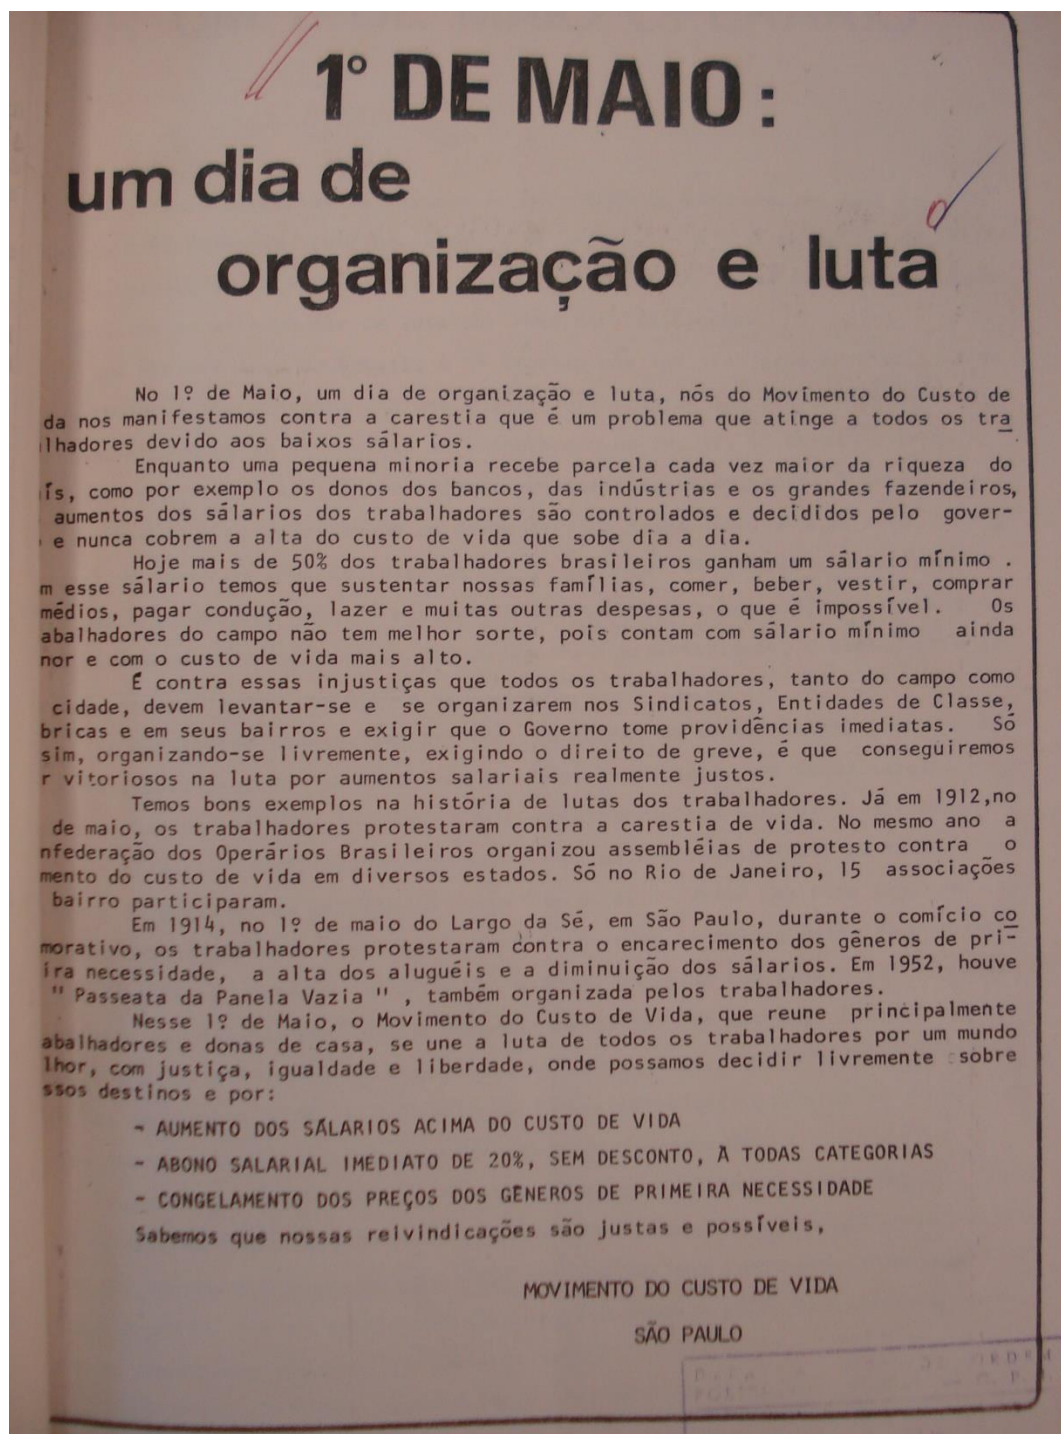 1º DE MAIO:
um dia de
organização e luta
No 1º de Maio, um dia de organização e luta, nós do Movimento do Custo de
da nos manifestamos contra a carestia que é um problema que atinge a todos os tra
lhadores devido aos baixos sálarios.
Enquanto uma pequena minoria recebe parcela cada vez maior da riqueza do
ís, como por exemplo os donos dos bancos, das indústrias e os grandes fazendeiros,
aumentos dos sálarios dos trabalhadores são controlados e decididos pelo gover-
e nunca cobrem a alta do custo de vida que sobe dia a dia.
Hoje mais de 50% dos trabalhadores brasileiros ganham um sálario mínimo .
m esse sálario temos que sustentar nossas famílias, comer, beber, vestir, comprar
médios, pagar condução, lazer e muitas outras despesas, o que é impossível. Os
abalhadores do campo não tem melhor sorte, pois contam com sálario mínimo ainda
nor e com o custo de vida mais alto.
É contra essas injustiças que todos os trabalhadores, tanto do campo como
cidade, devem levantar-se e se organizarem nos Sindicatos, Entidades de Classe,
bricas e em seus bairros e exigir que o Governo tome providências imediatas. Só
sim, organizando-se livremente, exigindo o direito de greve, é que conseguiremos
r vitoriosos na luta por aumentos salariais realmente justos.
Temos bons exemplos na história de lutas dos trabalhadores. Já em 1912,no
de maio, os trabalhadores protestaram contra a carestia de vida. No mesmo ano a
nfederação dos Operários Brasileiros organizou assembléias de protesto contra o
mento do custo de vida em diversos estados. Só no Rio de Janeiro, 15 associações
bairro participaram.
Em 1914, no 1º de maio do Largo da Sé, em São Paulo, durante o comício co
morativo, os trabalhadores protestaram contra o encarecimento dos gêneros de pri-
ira necessidade, a alta dos aluguéis e a diminuição dos sálarios. Em 1952, houve
" Passeata da Panela Vazia " , também organizada pelos trabalhadores.
Nesse 1º de Maio, o Movimento do Custo de Vida, que reune principalmente
abalhadores e donas de casa, se une a luta de todos os trabalhadores por um mundo
lhor, com justiça, igualdade e liberdade, onde possamos decidir livremente sobre
ssos destinos e por:
- AUMENTO DOS SÁLARIOS ACIMA DO CUSTO DE VIDA
- ABONO SALARIAL IMEDIATO DE 20%, SEM DESCONTO, À TODAS CATEGORIAS
- CONGELAMENTO DOS PREÇOS DOS GÊNEROS DE PRIMEIRA NECESSIDADE
Sabemos que nossas reivindicações são justas e possíveis,
MOVIMENTO DO CUSTO DE VIDA
SÃO PAULO
ORDEM